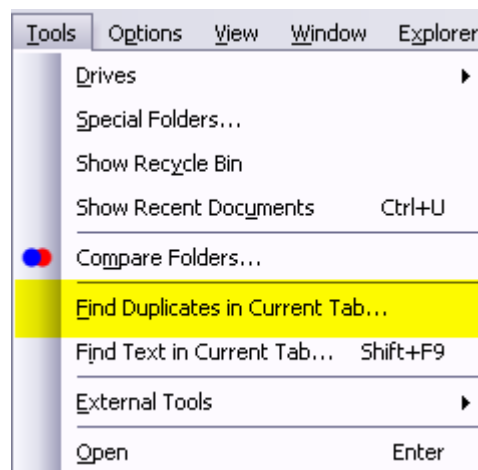 Tools Options View Window Explorer
Drives
Special Folders...
Show Recycle Bin
Show Recent Documents Ctrl+U
Compare Folders...
Find Duplicates in Current Tab...
Find Text in Current Tab... Shift+F9
External Tools
Open Enter